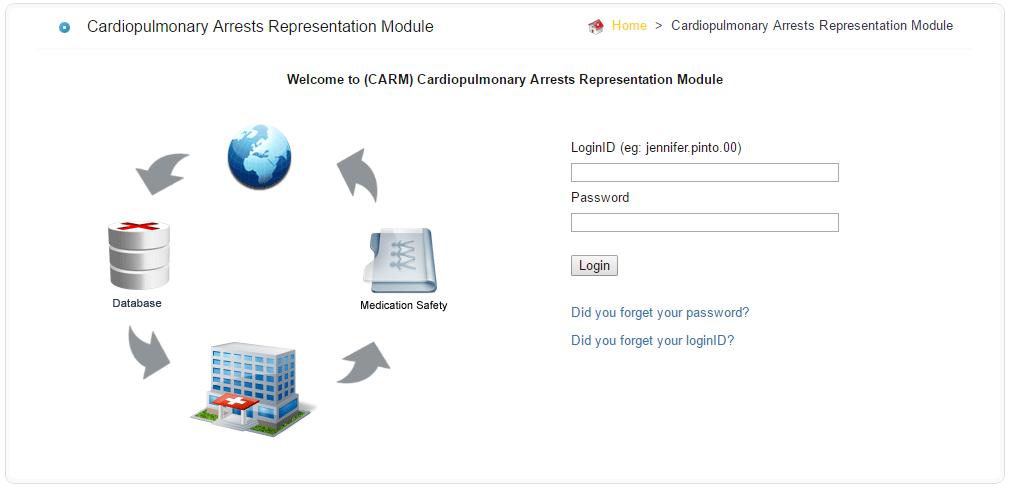 Cardiopulmonary Arrests Representation Module
Home > Cardiopulmonary Arrests Representation Module
Welcome to (CARM) Cardiopulmonary Arrests Representation Module
LoginID (eg: jennifer.pinto.00)
Password
Login
Did you forget your password?
Did you forget your loginID?
Database
Medication Safety